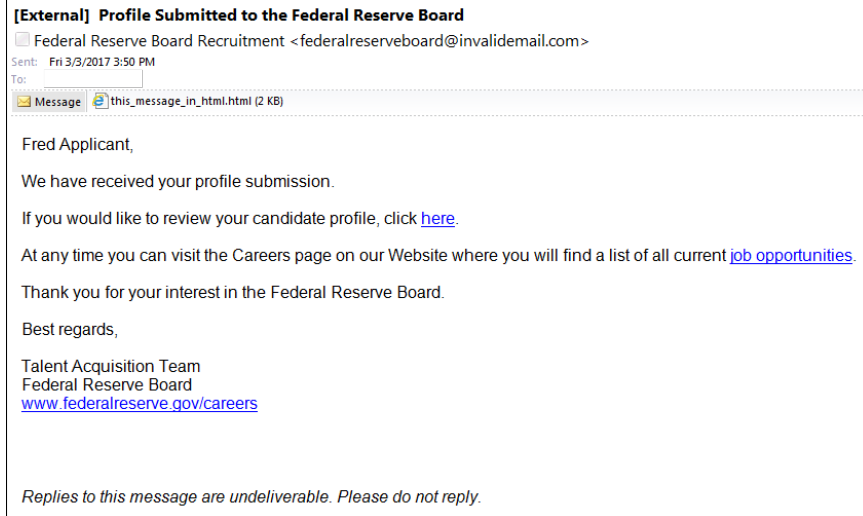 [External] Profile Submitted to the Federal Reserve Board
Federal Reserve Board Recruitment <federalreserveboard@invalidemail.com>
Sent: Fri 3/3/2017 3:50 PM
To:
Message this_message_in_html.html (2 KB)
Fred Applicant,
We have received your profile submission.
If you would like to review your candidate profile, click here.
At any time you can visit the Careers page on our Website where you will find a list of all current job opportunities.
Thank you for your interest in the Federal Reserve Board.
Best regards,
Talent Acquisition Team
Federal Reserve Board
www.federalreserve.gov/careers
Replies to this message are undeliverable. Please do not reply.